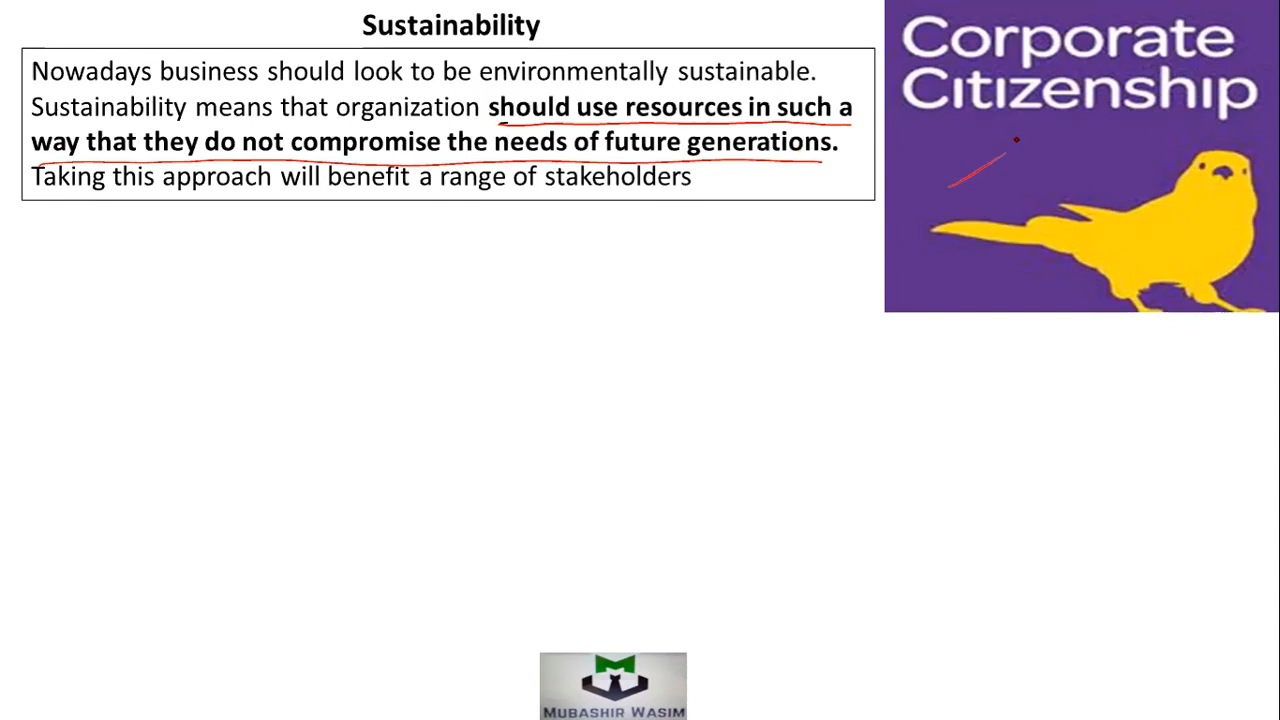 Sustainability
Nowadays business should look to be environmentally sustainable.
Sustainability means that organization should use resources in such a
way that they do not compromise the needs of future generations.
Taking this approach will benefit a range of stakeholders
Corporate
Citizenship
MUBASHIR WASIM